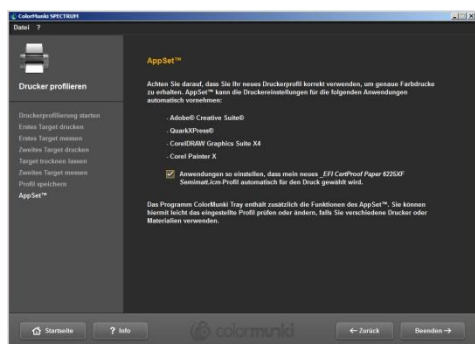 ColorMunki SPECTRUM
Datei ?
Drucker profilieren
Druckerprofilierung starten
Erstes Target drucken
Erstes Target messen
Zweites Target drucken
Target trocknen lassen
Zweites Target messen
Profil speichern
AppSet™
AppSet™
Achten Sie darauf, dass Sie Ihr neues Druckerprofil korrekt verwenden, um genaue Farbdrucke
zu erhalten. AppSet™ kann die Druckereinstellungen für die folgenden Anwendungen
automatisch vornehmen:
- Adobe® Creative Suite®
- QuarkXPress®
- CorelDRAW Graphics Suite X4
- Corel Painter X
Anwendungen so einstellen, dass mein neues _EFI CertProof Paper 6225XF
Semimatt.icm-Profil automatisch für den Druck gewählt wird.
Das Programm ColorMunki Tray enthält zusätzlich die Funktionen des AppSet™. Sie können
hiermit leicht das eingestellte Profil prüfen oder ändern, falls Sie verschiedene Drucker oder
Materialien verwenden.
Startseite
? Info
colormunki
← Zurück
Beenden →